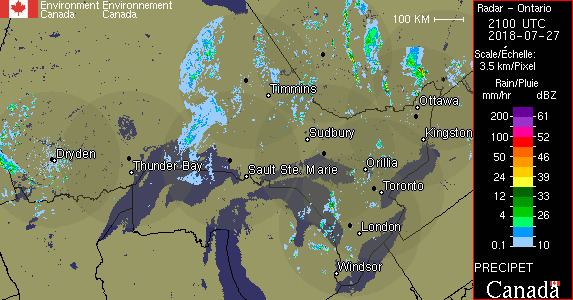 Environment Environnement
Canada Canada
100 KM
Timmins
Ottawa
Sudbury
Kingston
Dryden
Thunder Bay
Sault Ste. Marie
Orillia
Toronto
London
Windsor
Radar - Ontario
2100 UTC
2018-07-27
Scale/Échelle:
3.5 km/Pixel
Rain/Pluie
mm/hr dBZ
200 61
100 52
50 46
24 39
12 33
4 26
0.1 10
PRECIPET
Canada